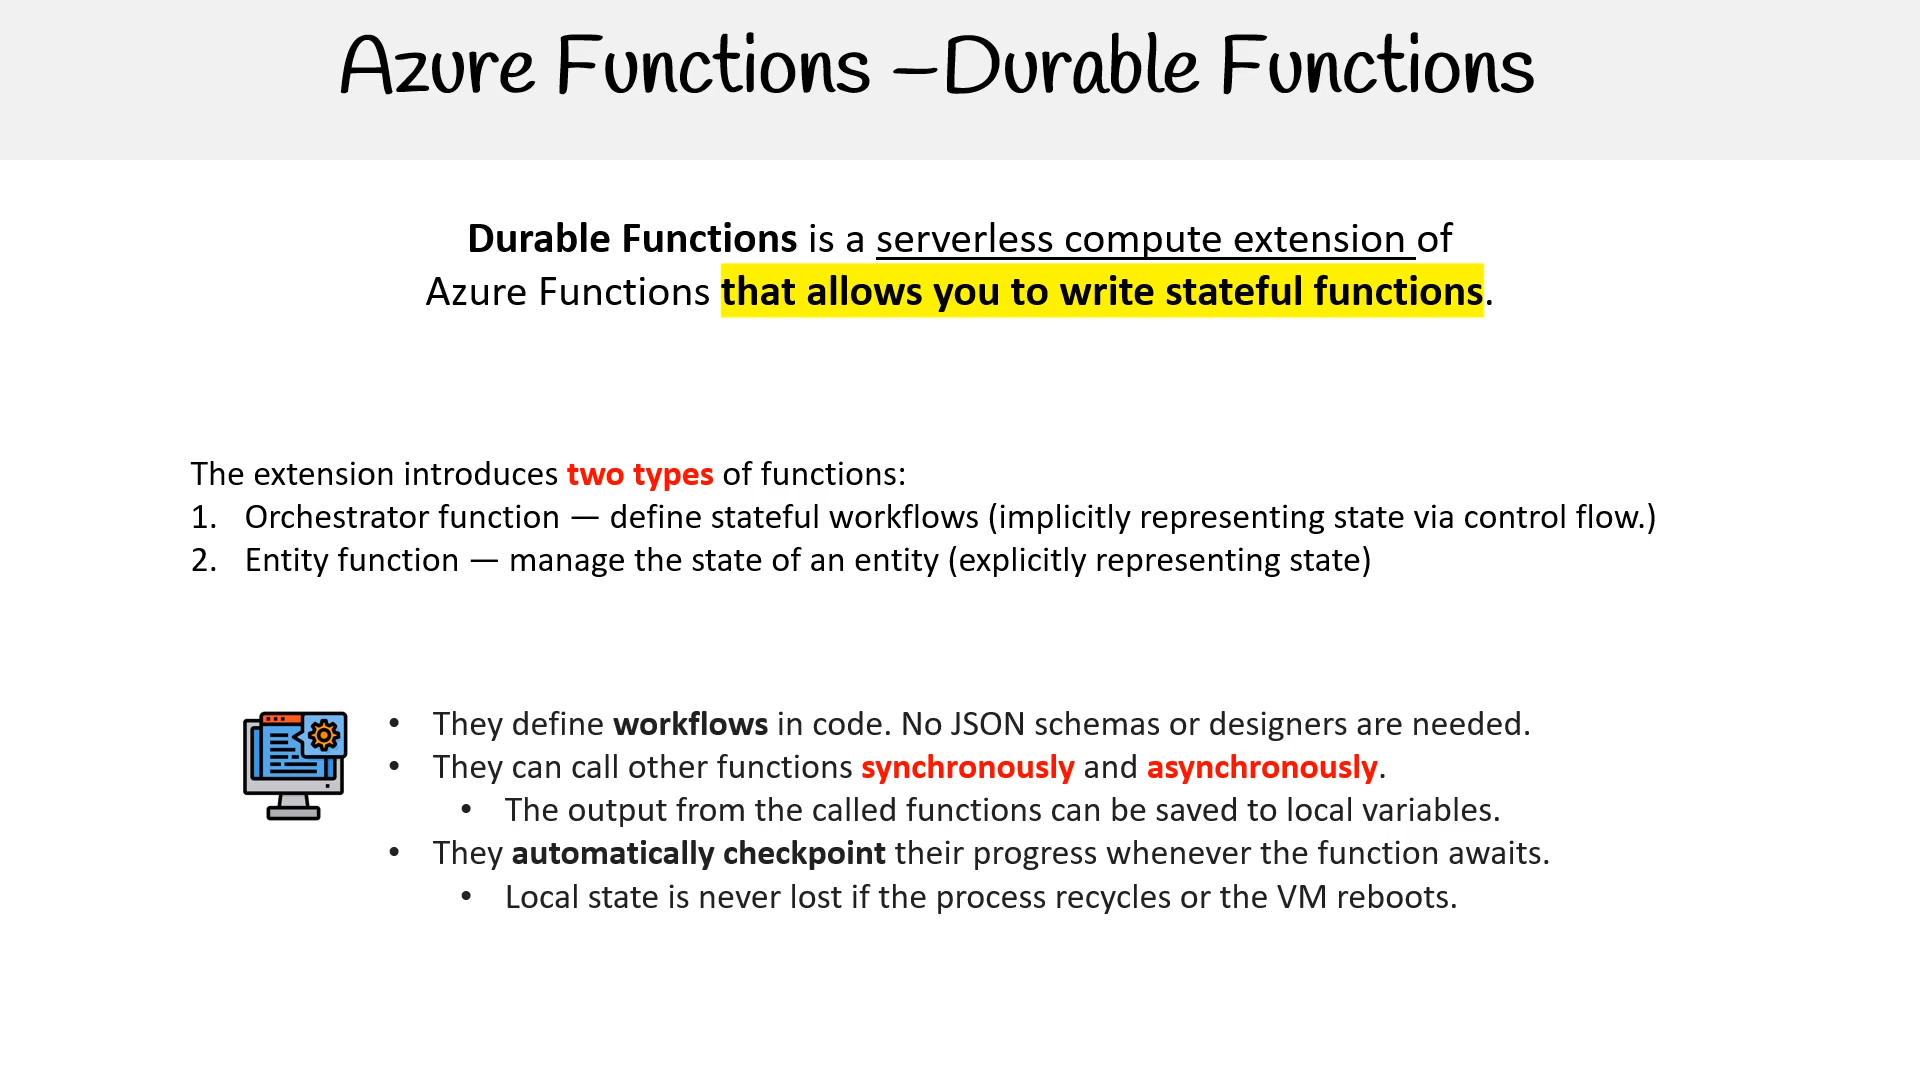 Azure Functions –Durable Functions
Durable Functions is a serverless compute extension of
Azure Functions that allows you to write stateful functions.
The extension introduces two types of functions:
1. Orchestrator function — define stateful workflows (implicitly representing state via control flow.)
2. Entity function — manage the state of an entity (explicitly representing state)
• They define workflows in code. No JSON schemas or designers are needed.
• They can call other functions synchronously and asynchronously.
• The output from the called functions can be saved to local variables.
• They automatically checkpoint their progress whenever the function awaits.
• Local state is never lost if the process recycles or the VM reboots.